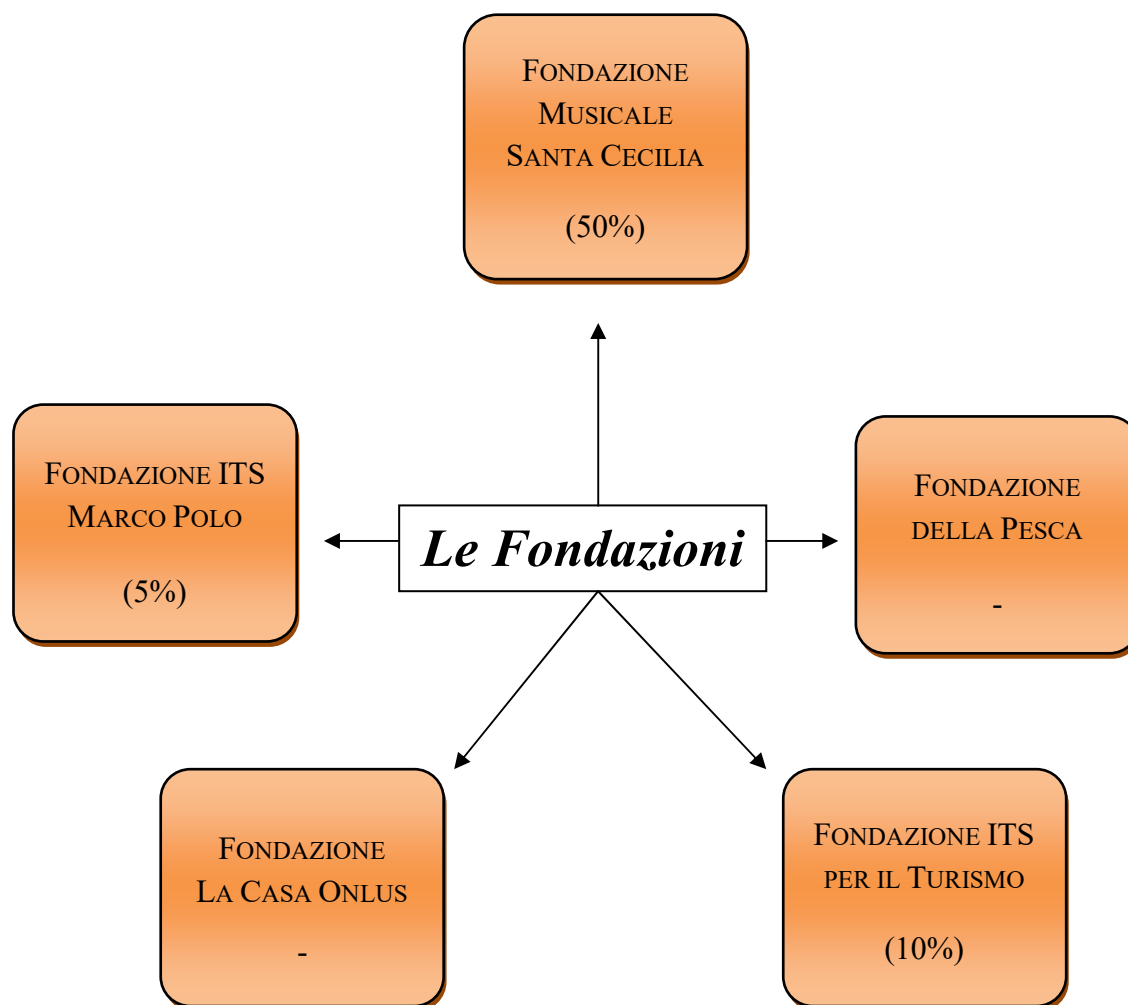 FONDAZIONE
MUSICALE
SANTA CECILIA
(50%)
FONDAZIONE ITS
MARCO POLO
(5%)
Le Fondazioni
FONDAZIONE
DELLA PESCA
-
FONDAZIONE
LA CASA ONLUS
-
FONDAZIONE ITS
PER IL TURISMO
(10%)